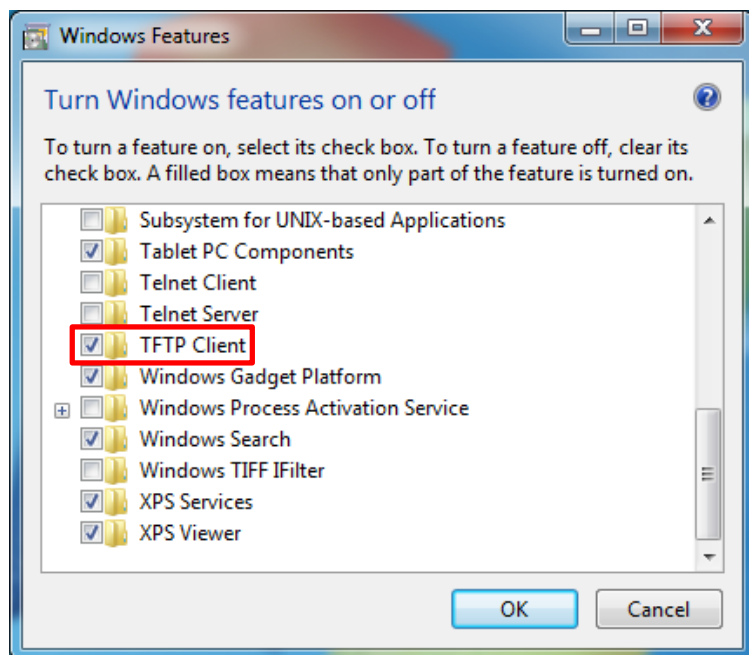 Windows Features
Turn Windows features on or off
To turn a feature on, select its check box. To turn a feature off, clear its
check box. A filled box means that only part of the feature is turned on.
Subsystem for UNIX-based Applications
Tablet PC Components
Telnet Client
Telnet Server
TFTP Client
Windows Gadget Platform
Windows Process Activation Service
Windows Search
Windows TIFF IFilter
XPS Services
XPS Viewer
OK Cancel